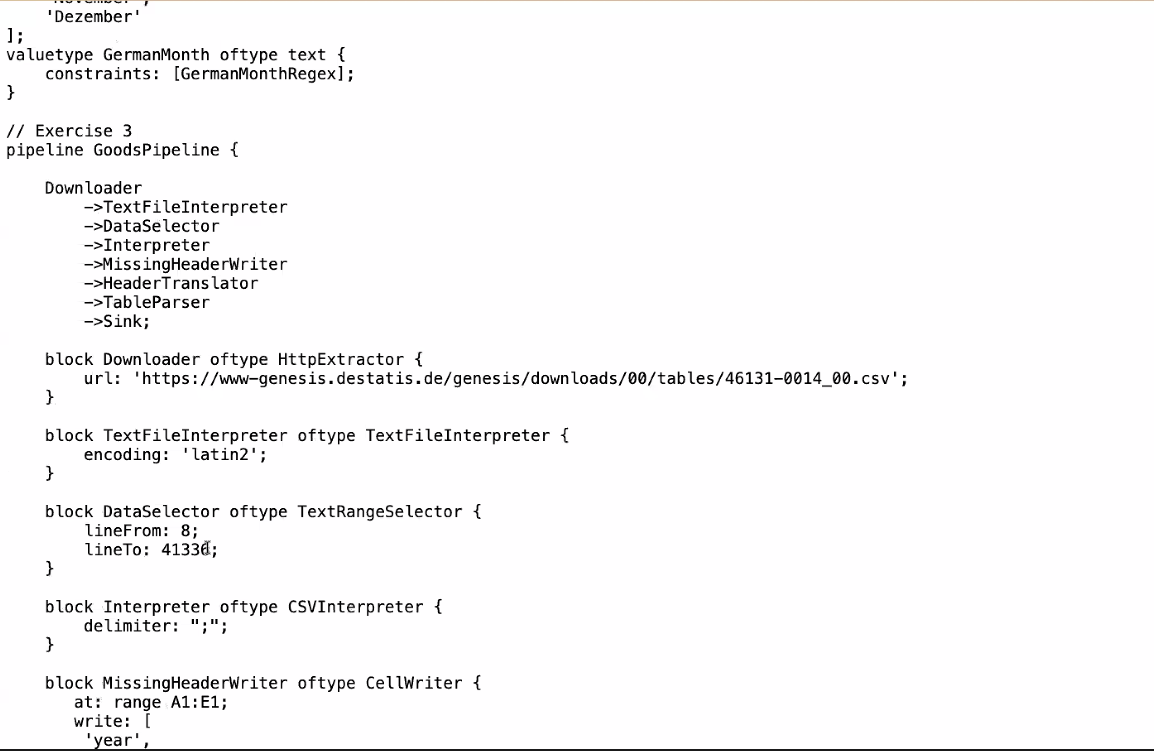 'Dezember'
];
valuetype GermanMonth oftype text {
    constraints: [GermanMonthRegex];
}

// Exercise 3
pipeline GoodsPipeline {

    Downloader
        ->TextFileInterpreter
        ->DataSelector
        ->Interpreter
        ->MissingHeaderWriter
        ->HeaderTranslator
        ->TableParser
        ->Sink;

    block Downloader oftype HttpExtractor {
        url: 'https://www-genesis.destatis.de/genesis/downloads/00/tables/46131-0014_00.csv';
    }

    block TextFileInterpreter oftype TextFileInterpreter {
        encoding: 'latin2';
    }

    block DataSelector oftype TextRangeSelector {
        lineFrom: 8;
        lineTo:
    }

    block Interpreter oftype CSVInterpreter {
        delimiter: ";";
    }

    block MissingHeaderWriter oftype CellWriter {
       at: range A1:E1;
       write: [
        'year',